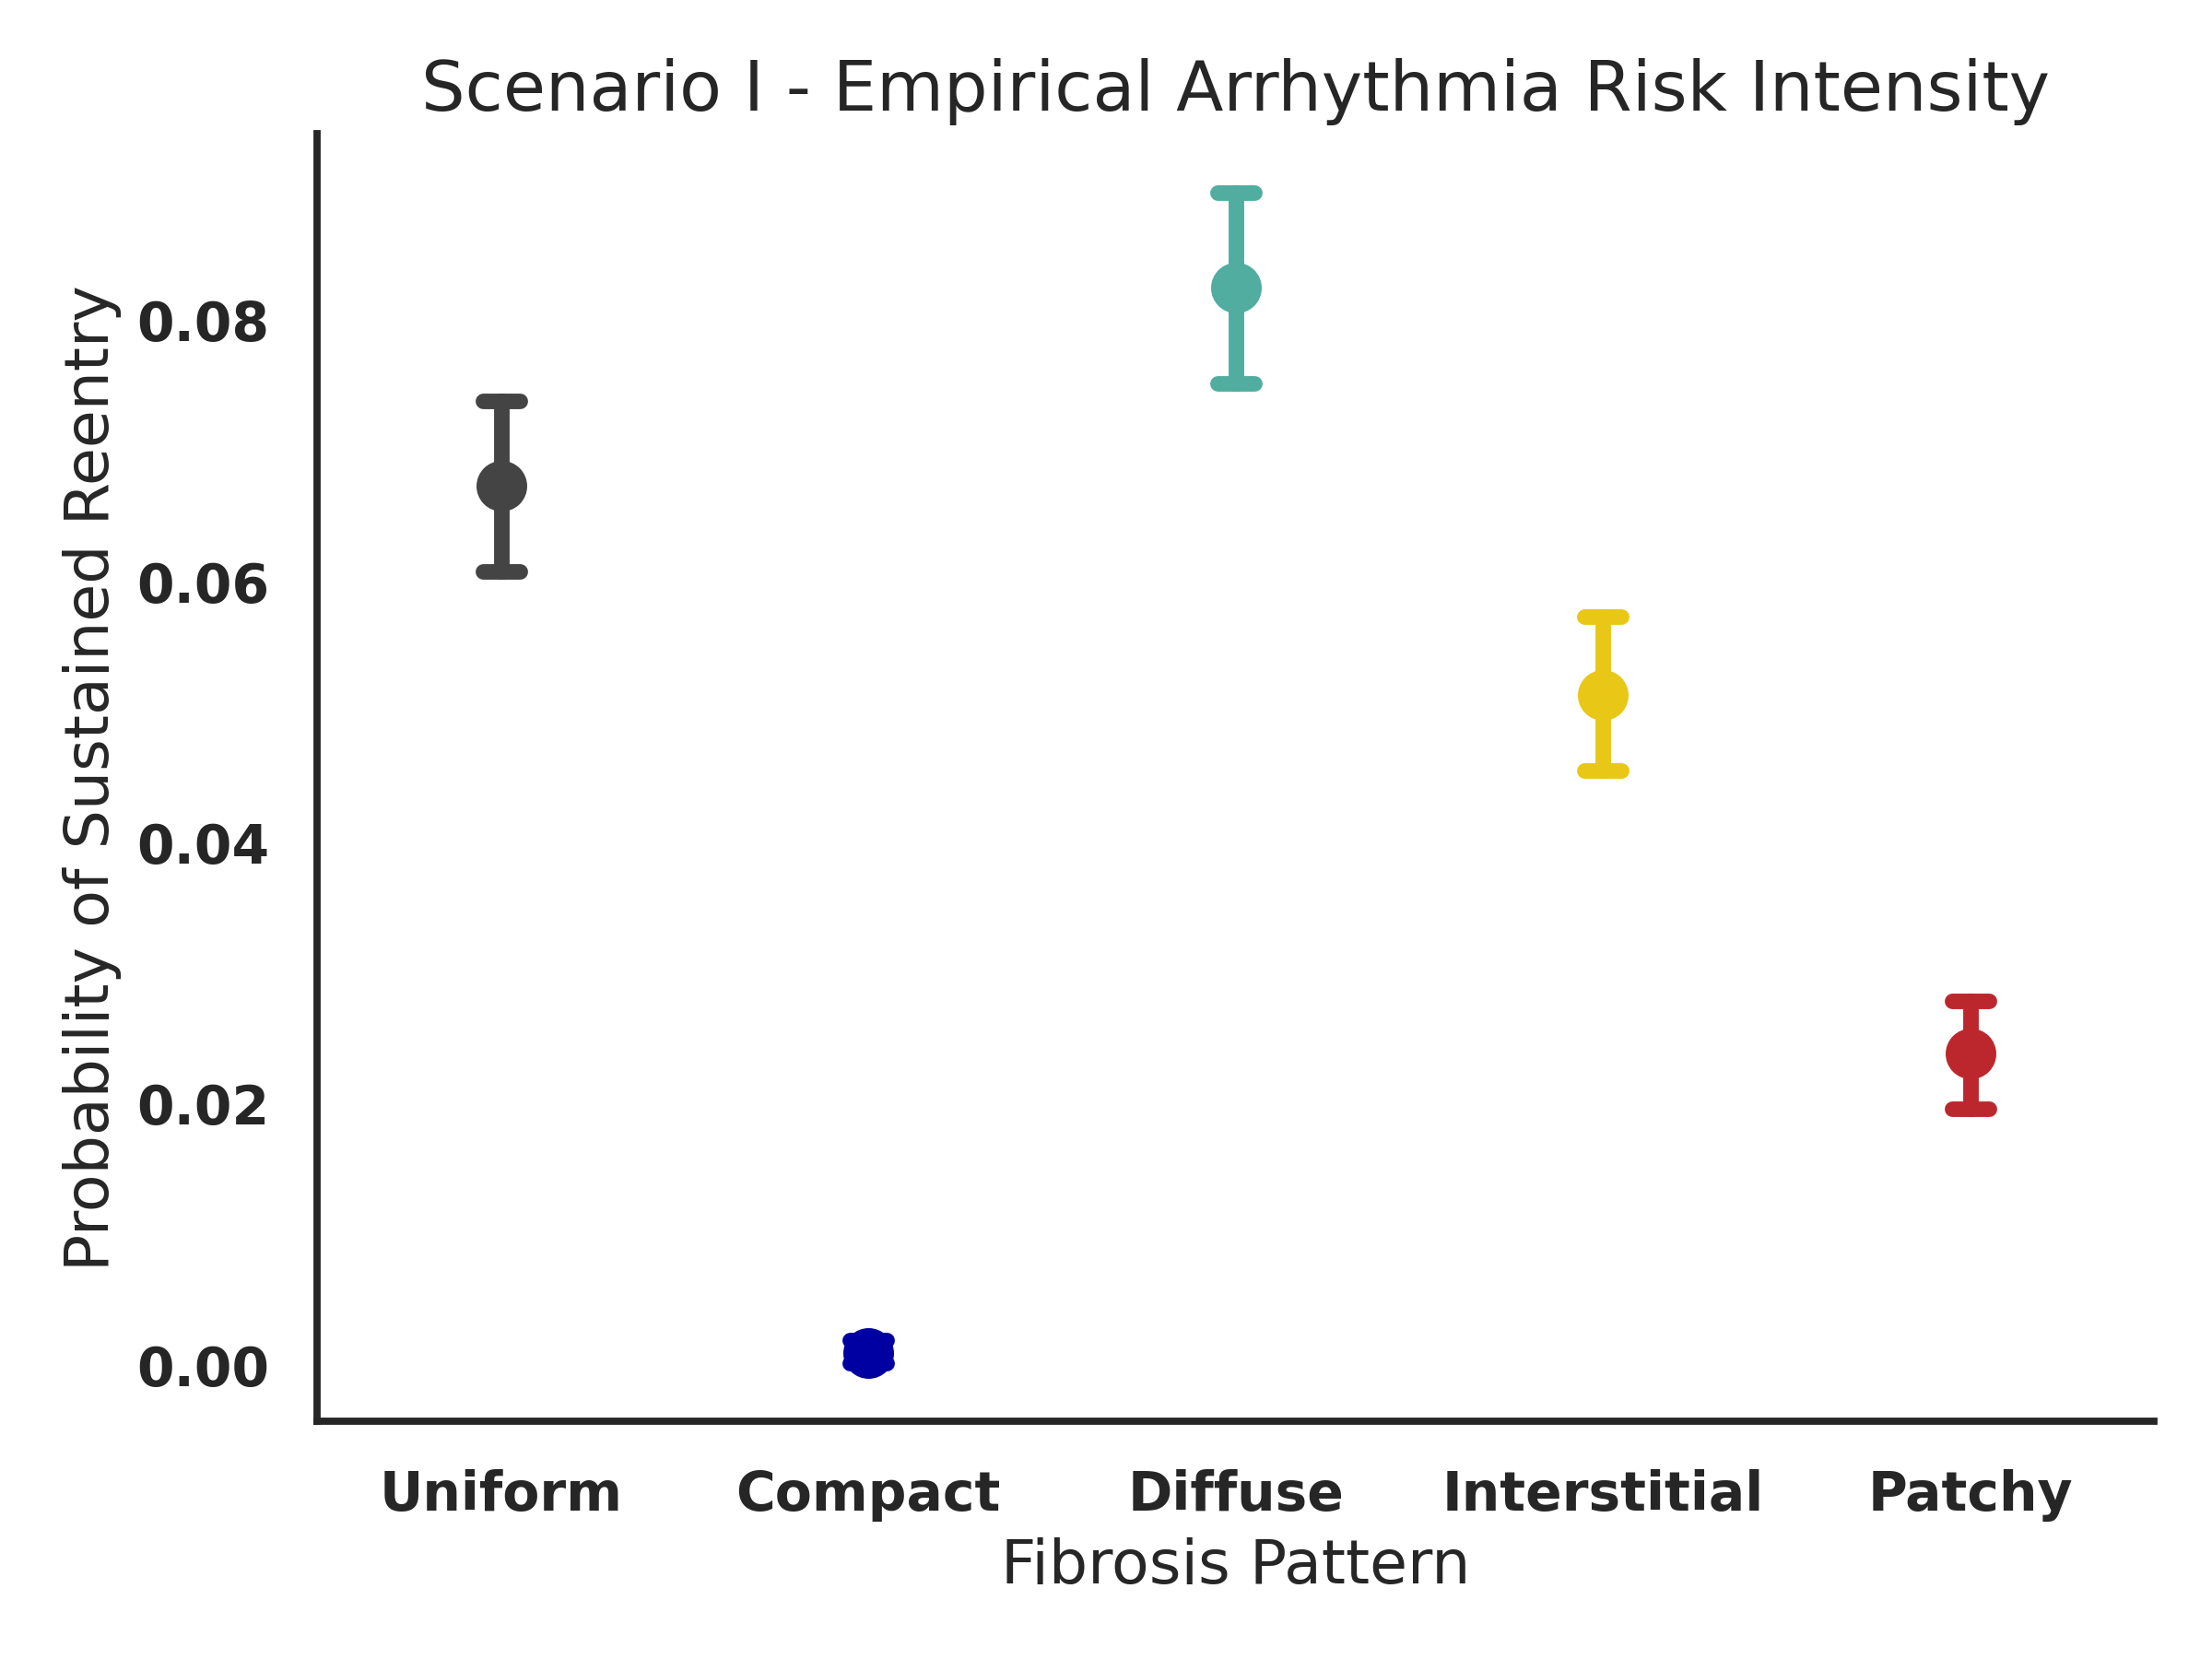 Scenario I - Empirical Arrhythmia Risk Intensity
Probability of Sustained Reentry
0.08
0.06
0.04
0.02
0.00
Uniform Compact Diffuse Interstitial Patchy
Fibrosis Pattern